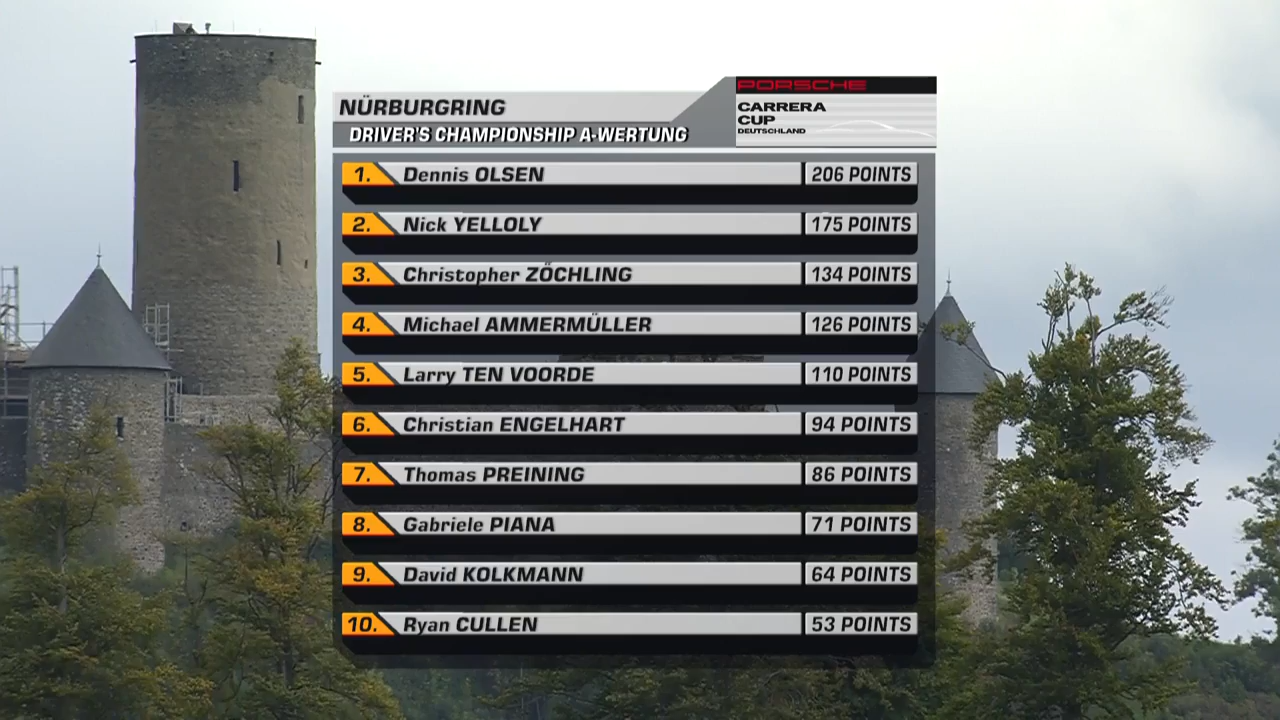 NÜRBURGRING
DRIVER'S CHAMPIONSHIP A-WERTUNG
PORSCHE
CARRERA
CUP
DEUTSCHLAND
1. Dennis OLSEN 206 POINTS
2. Nick YELLOLY 175 POINTS
3. Christopher ZÖCHLING 134 POINTS
4. Michael AMMERMÜLLER 126 POINTS
5. Larry TEN VOORDE 110 POINTS
6. Christian ENGELHART 94 POINTS
7. Thomas PREINING 86 POINTS
8. Gabriele PIANA 71 POINTS
9. David KOLKMANN 64 POINTS
10. Ryan CULLEN 53 POINTS